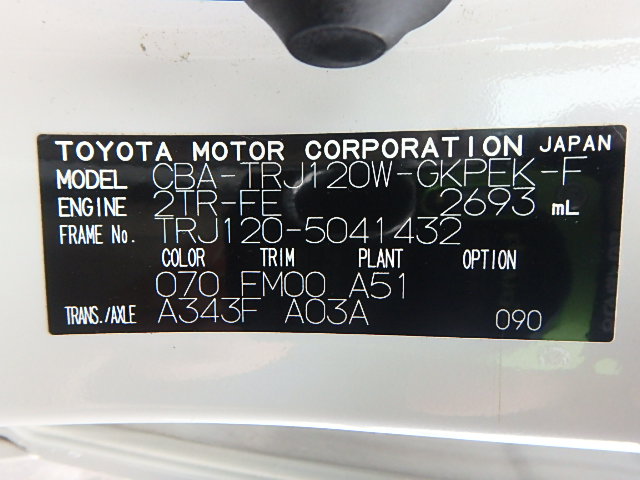 TOYOTA MOTOR CORPORATION JAPAN
MODEL CBA-TRJ120W-GKPEK-F
ENGINE 2TR-FE 2693 mL
FRAME No. TRJ120-5041432
COLOR TRIM PLANT OPTION
070 FM00 A51
TRANS./AXLE A343F A03A 090